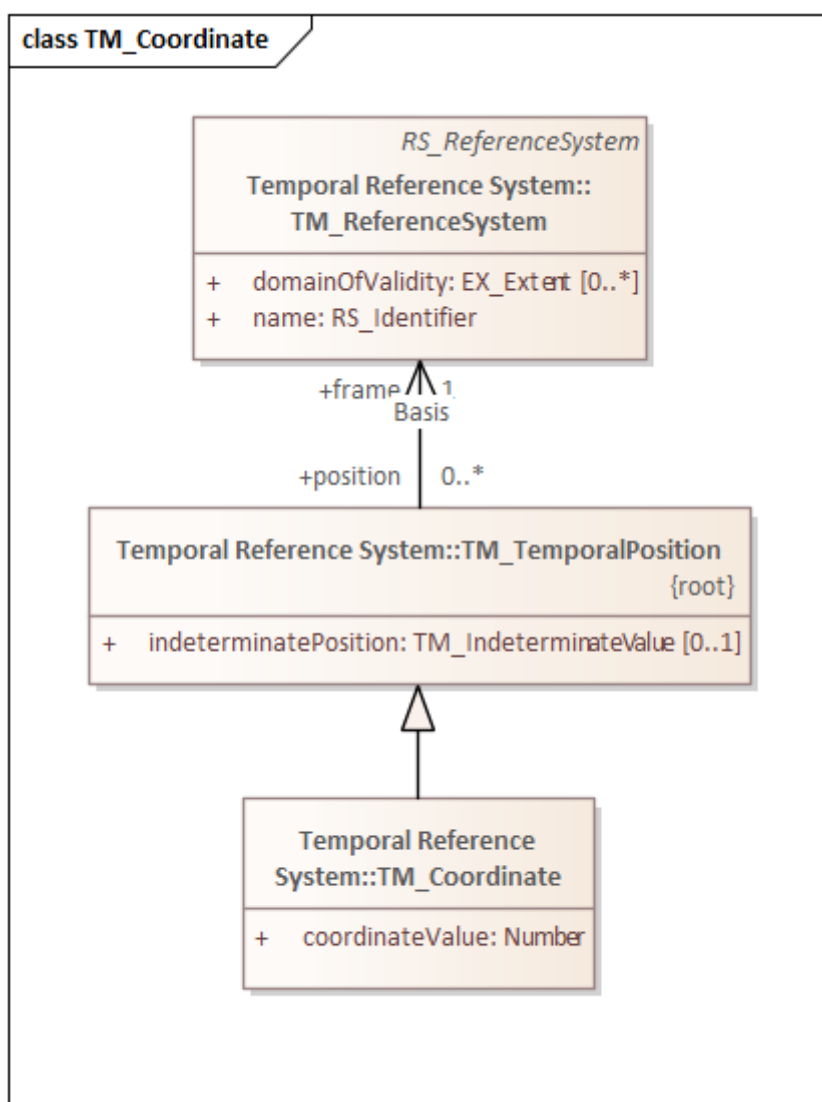 class TM_Coordinate
RS_ReferenceSystem
Temporal Reference System::
TM_ReferenceSystem
+ domainOfValidity: EX_Extent [0..*]
+ name: RS_Identifier
+frame 1
Basis
+position 0..*
Temporal Reference System::TM_TemporalPosition
{root}
+ indeterminatePosition: TM_IndeterminateValue [0..1]
Temporal Reference
System::TM_Coordinate
+ coordinateValue: Number